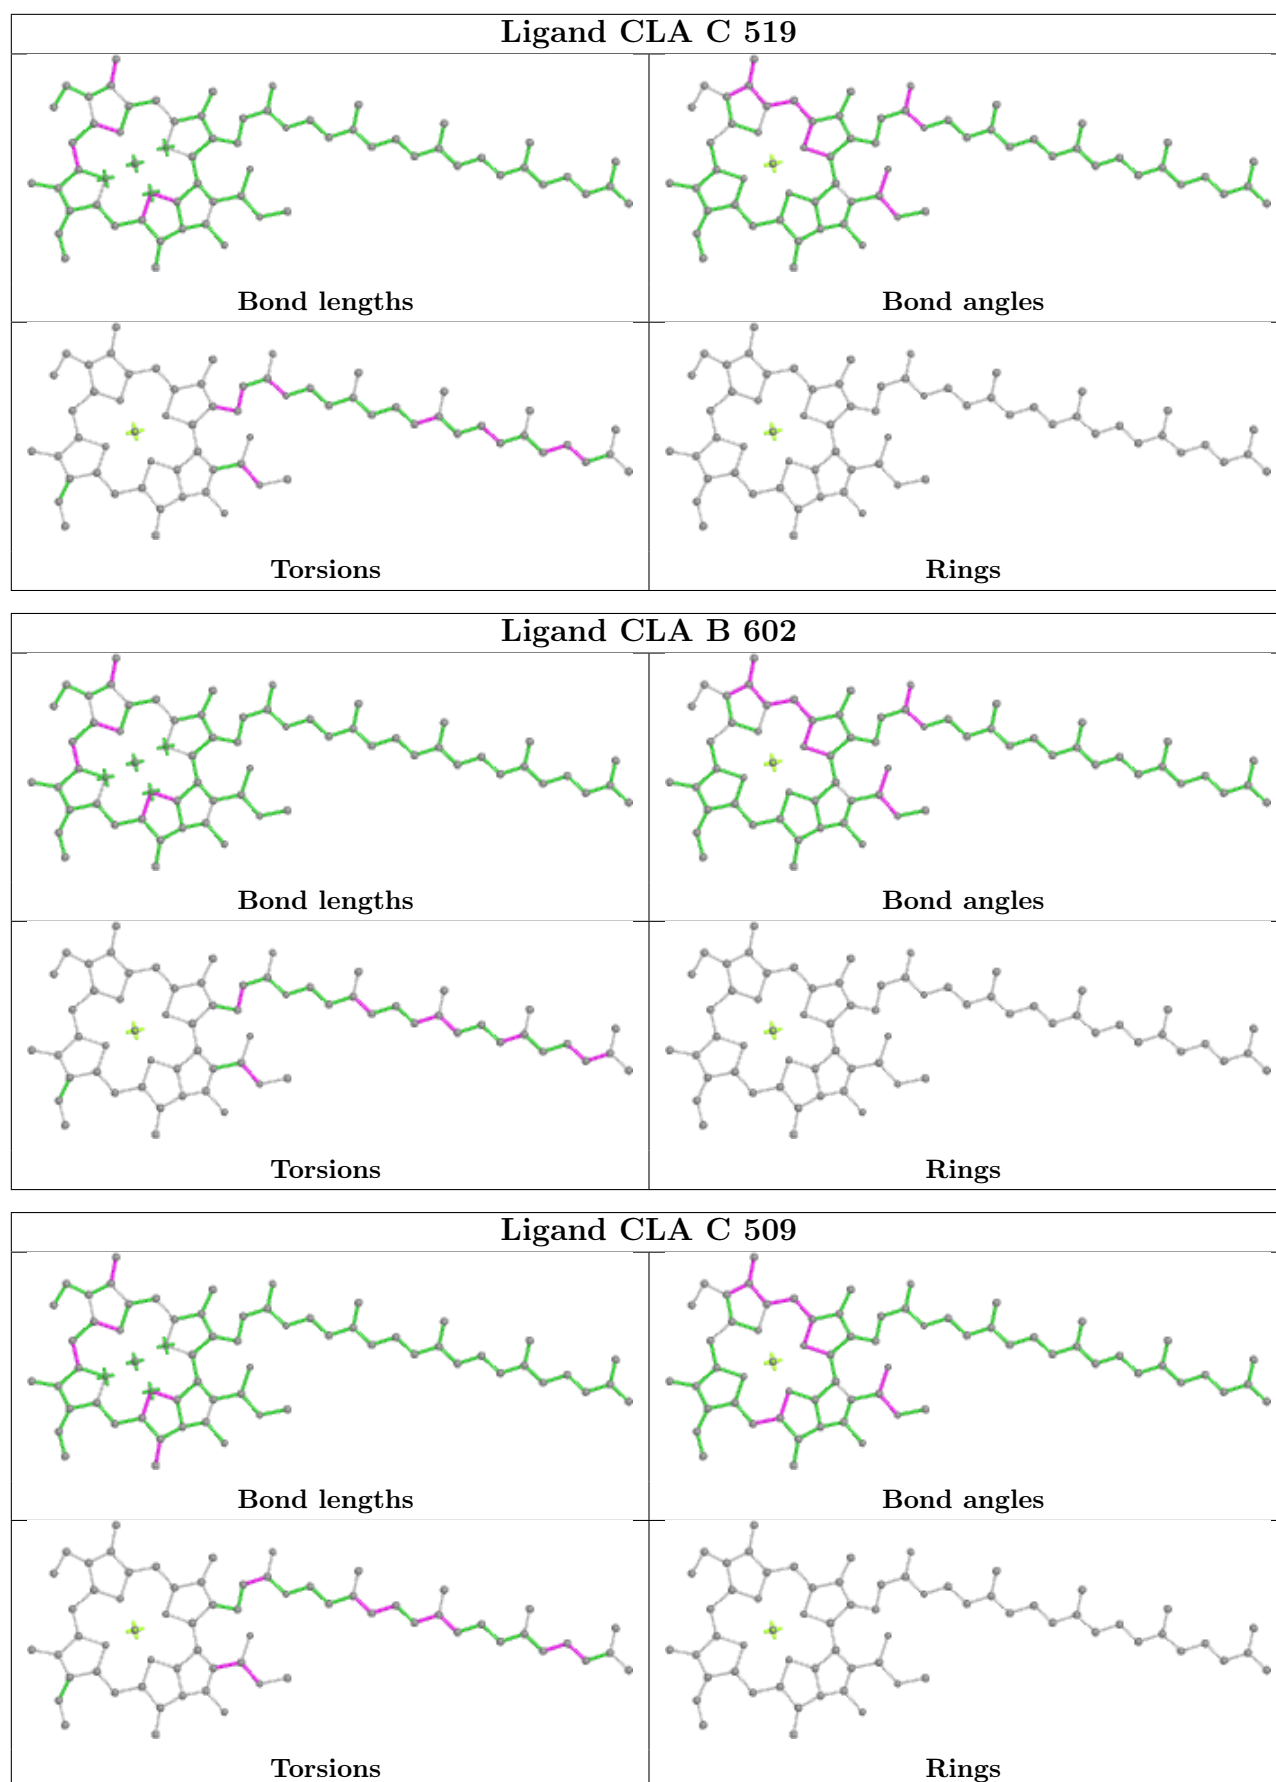 Ligand CLA C 519
Bond lengths
Bond angles
Torsions
Rings
Ligand CLA B 602
Bond lengths
Bond angles
Torsions
Rings
Ligand CLA C 509
Bond lengths
Bond angles
Torsions
Rings